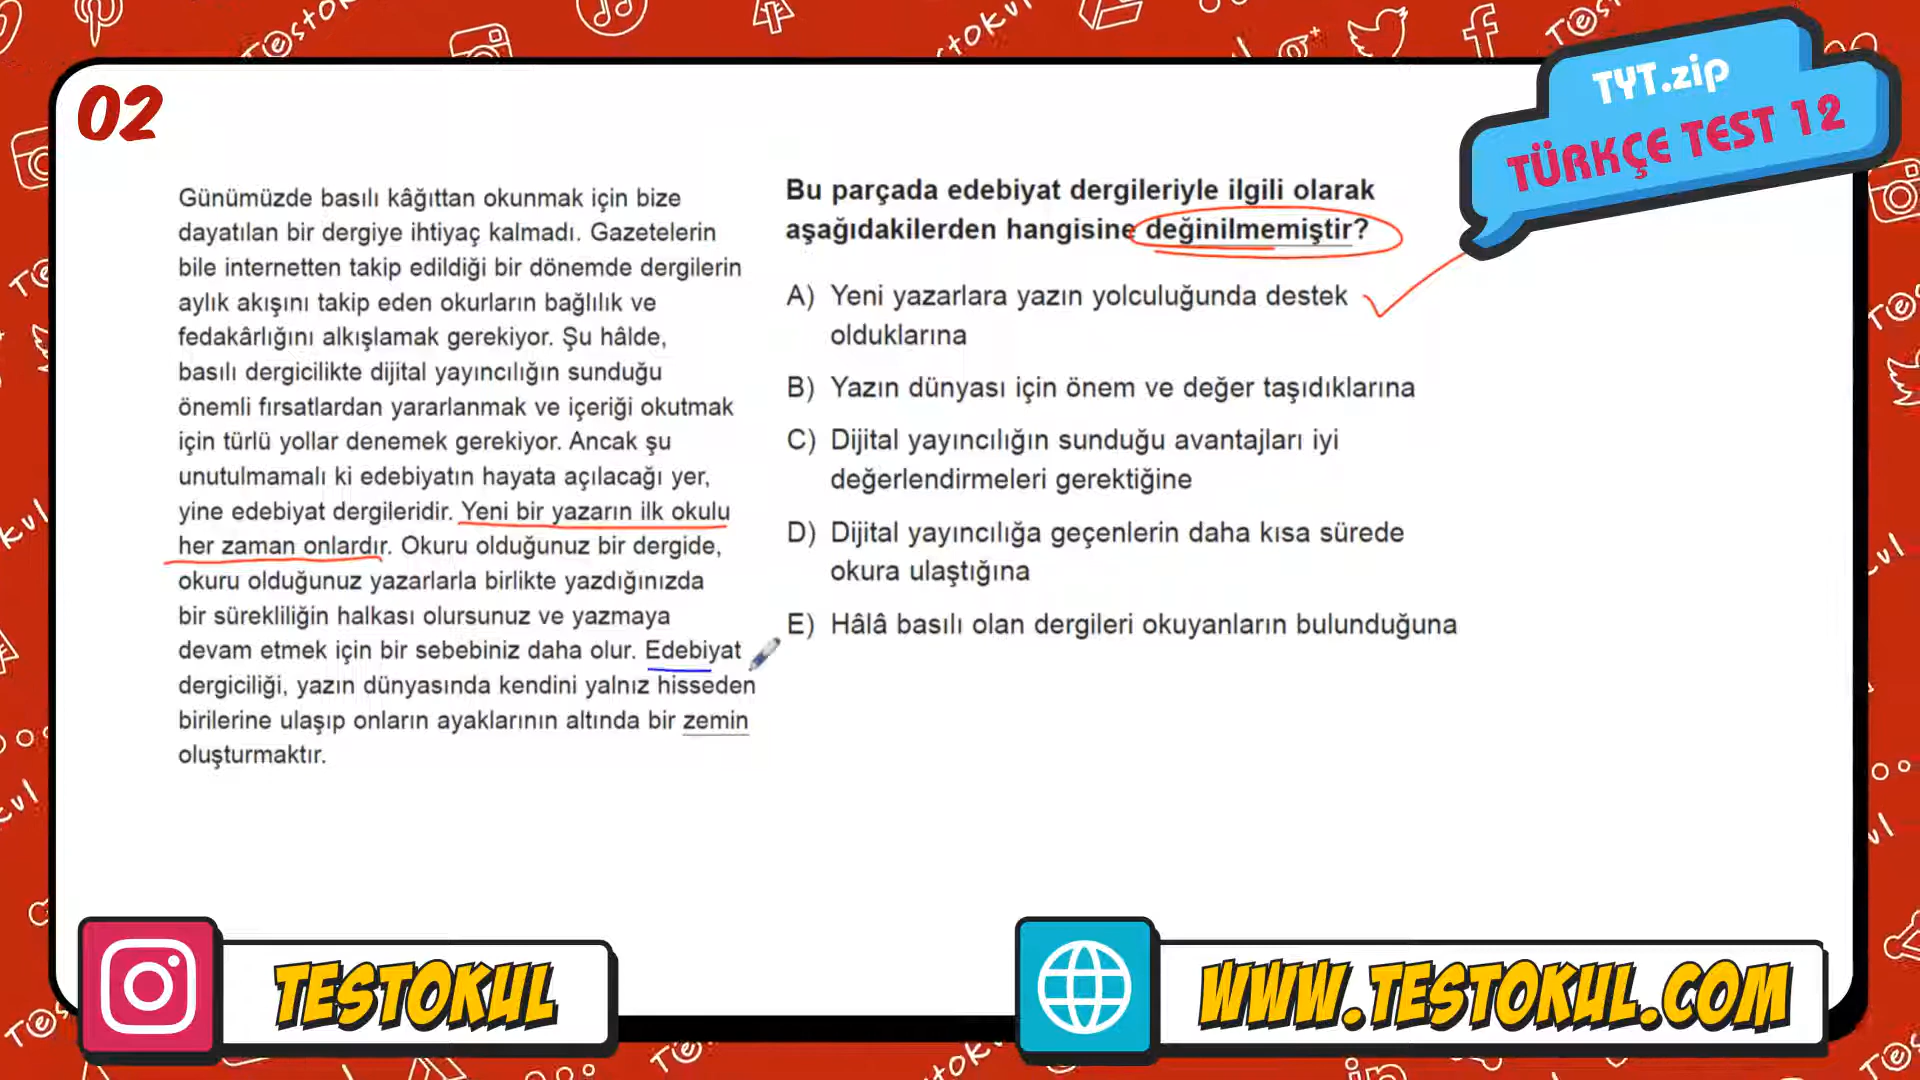 02
TYT.zip
TÜRKÇE TEST 12
Günümüzde basılı kâğıttan okunmak için bize
dayatılan bir dergiye ihtiyaç kalmadı. Gazetelerin
bile internetten takip edildiği bir dönemde dergilerin
aylık akışını takip eden okurların bağlılık ve
fedakârlığını alkışlamak gerekiyor. Şu hâlde,
basılı dergicilikte dijital yayıncılığın sunduğu
önemli fırsatlardan yararlanmak ve içeriği okutmak
için türlü yollar denemek gerekiyor. Ancak şu
unutulmamalı ki edebiyatın hayata açılacağı yer,
yine edebiyat dergileridir. Yeni bir yazarın ilk okulu
her zaman onlardır. Okuru olduğunuz bir dergide,
okuru olduğunuz yazarlarla birlikte yazdığınızda
bir sürekliliğin halkası olursunuz ve yazmaya
devam etmek için bir sebebiniz daha olur. Edebiyat
dergiciliği, yazın dünyasında kendini yalnız hisseden
birilerine ulaşıp onların ayaklarının altında bir zemin
oluşturmaktır.
Bu parçada edebiyat dergileriyle ilgili olarak
aşağıdakilerden hangisine değinilmemiştir?
A) Yeni yazarlara yazın yolculuğunda destek
olduklarına
B) Yazın dünyası için önem ve değer taşıdıklarına
C) Dijital yayıncılığın sunduğu avantajları iyi
değerlendirmeleri gerektiğine
D) Dijital yayıncılığa geçenlerin daha kısa sürede
okura ulaştığına
E) Hâlâ basılı olan dergileri okuyanların bulunduğuna
TESTOKUL
WWW.TESTOKUL.COM